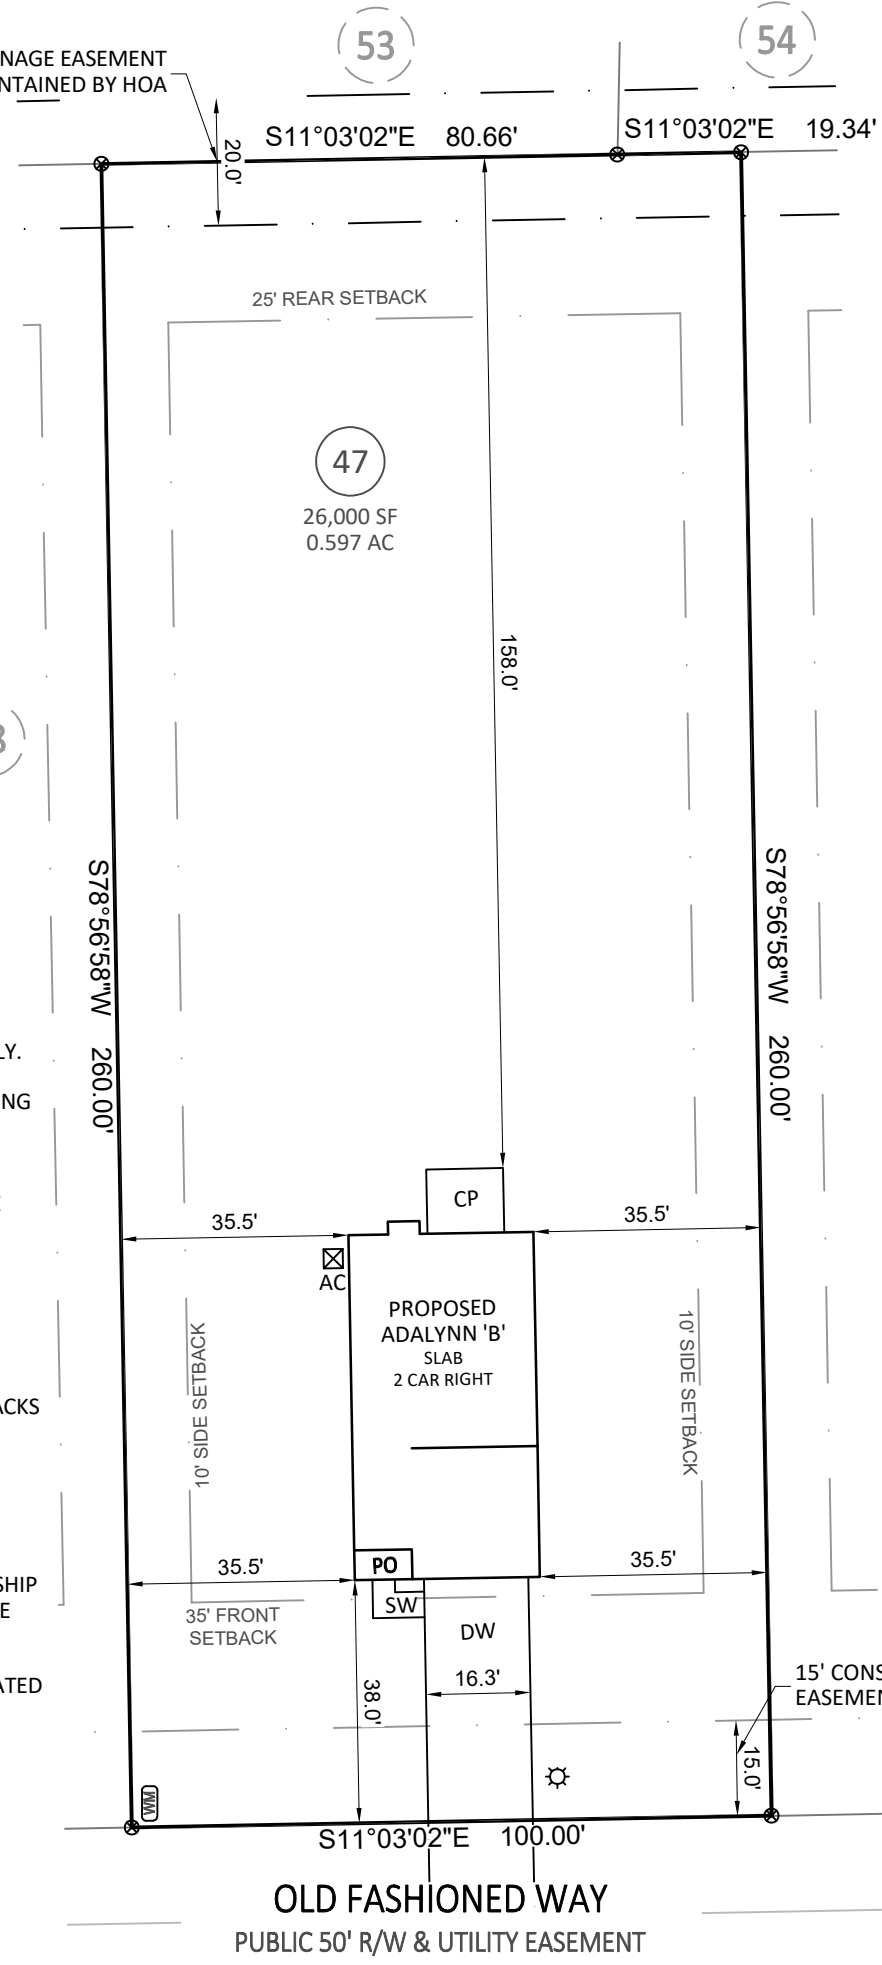 53
54
NAGE EASEMENT
NTAINED BY HOA
S11°03'02"E 80.66'
S11°03'02"E 19.34'
20.0'
25' REAR SETBACK
47
26,000 SF
0.597 AC
158.0'
S78°56'58"W 260.00'
S78°56'58"W 260.00'
LY.
NG
CP
35.5'
35.5'
AC
PROPOSED
ADALYNN 'B'
SLAB
2 CAR RIGHT
10' SIDE SETBACK
10' SIDE SETBACK
ACKS
PO
35.5'
35.5'
SHIP
E
SW
35' FRONT
SETBACK
DW
16.3'
38.0'
ATED
15' CONS
EASEMEN
15.0'
WM
S11°03'02"E 100.00'
OLD FASHIONED WAY
PUBLIC 50' R/W & UTILITY EASEMENT